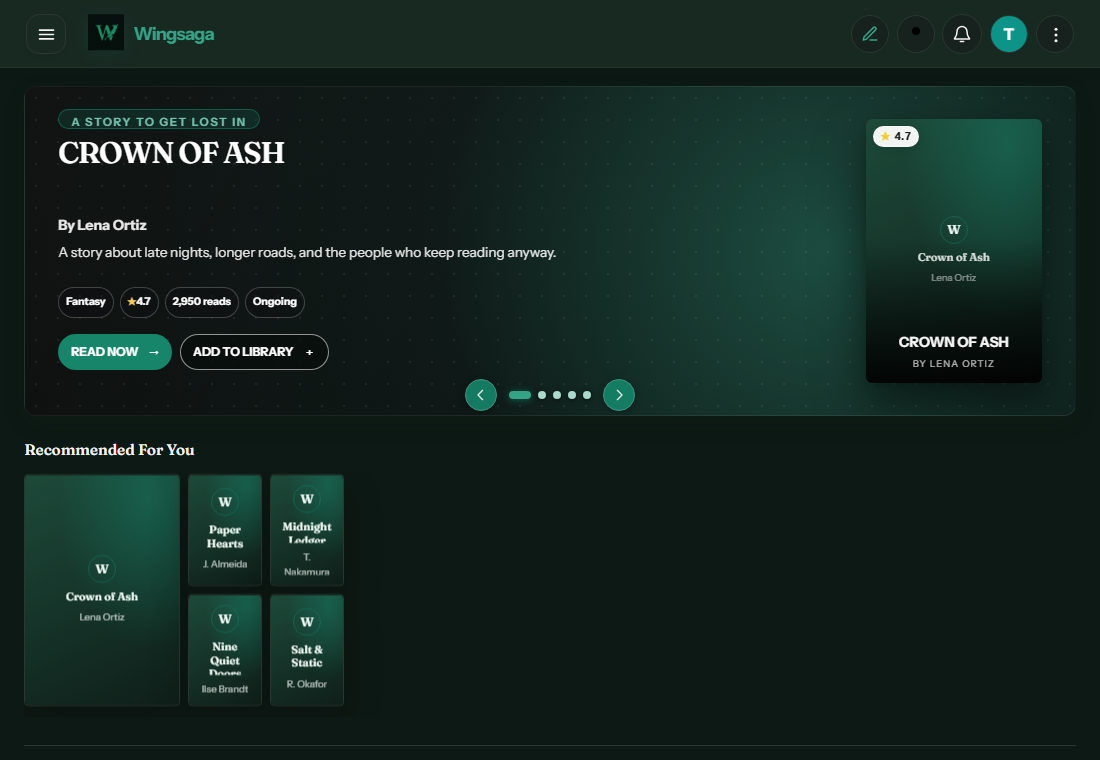 W Wingsaga
T
A STORY TO GET LOST IN
CROWN OF ASH
By Lena Ortiz
A story about late nights, longer roads, and the people who keep reading anyway.
Fantasy ★4.7 2,950 reads Ongoing
READ NOW → ADD TO LIBRARY +
★ 4.7
W
Crown of Ash
Lena Ortiz
CROWN OF ASH
BY LENA ORTIZ
Recommended For You
W
Crown of Ash
Lena Ortiz
W
Paper
Hearts
J. Almeida
W
Midnight
Ledger
T.
Nakamura
W
Nine
Quiet
Doors
Ilse Brandt
W
Salt &
Static
R. Okafor